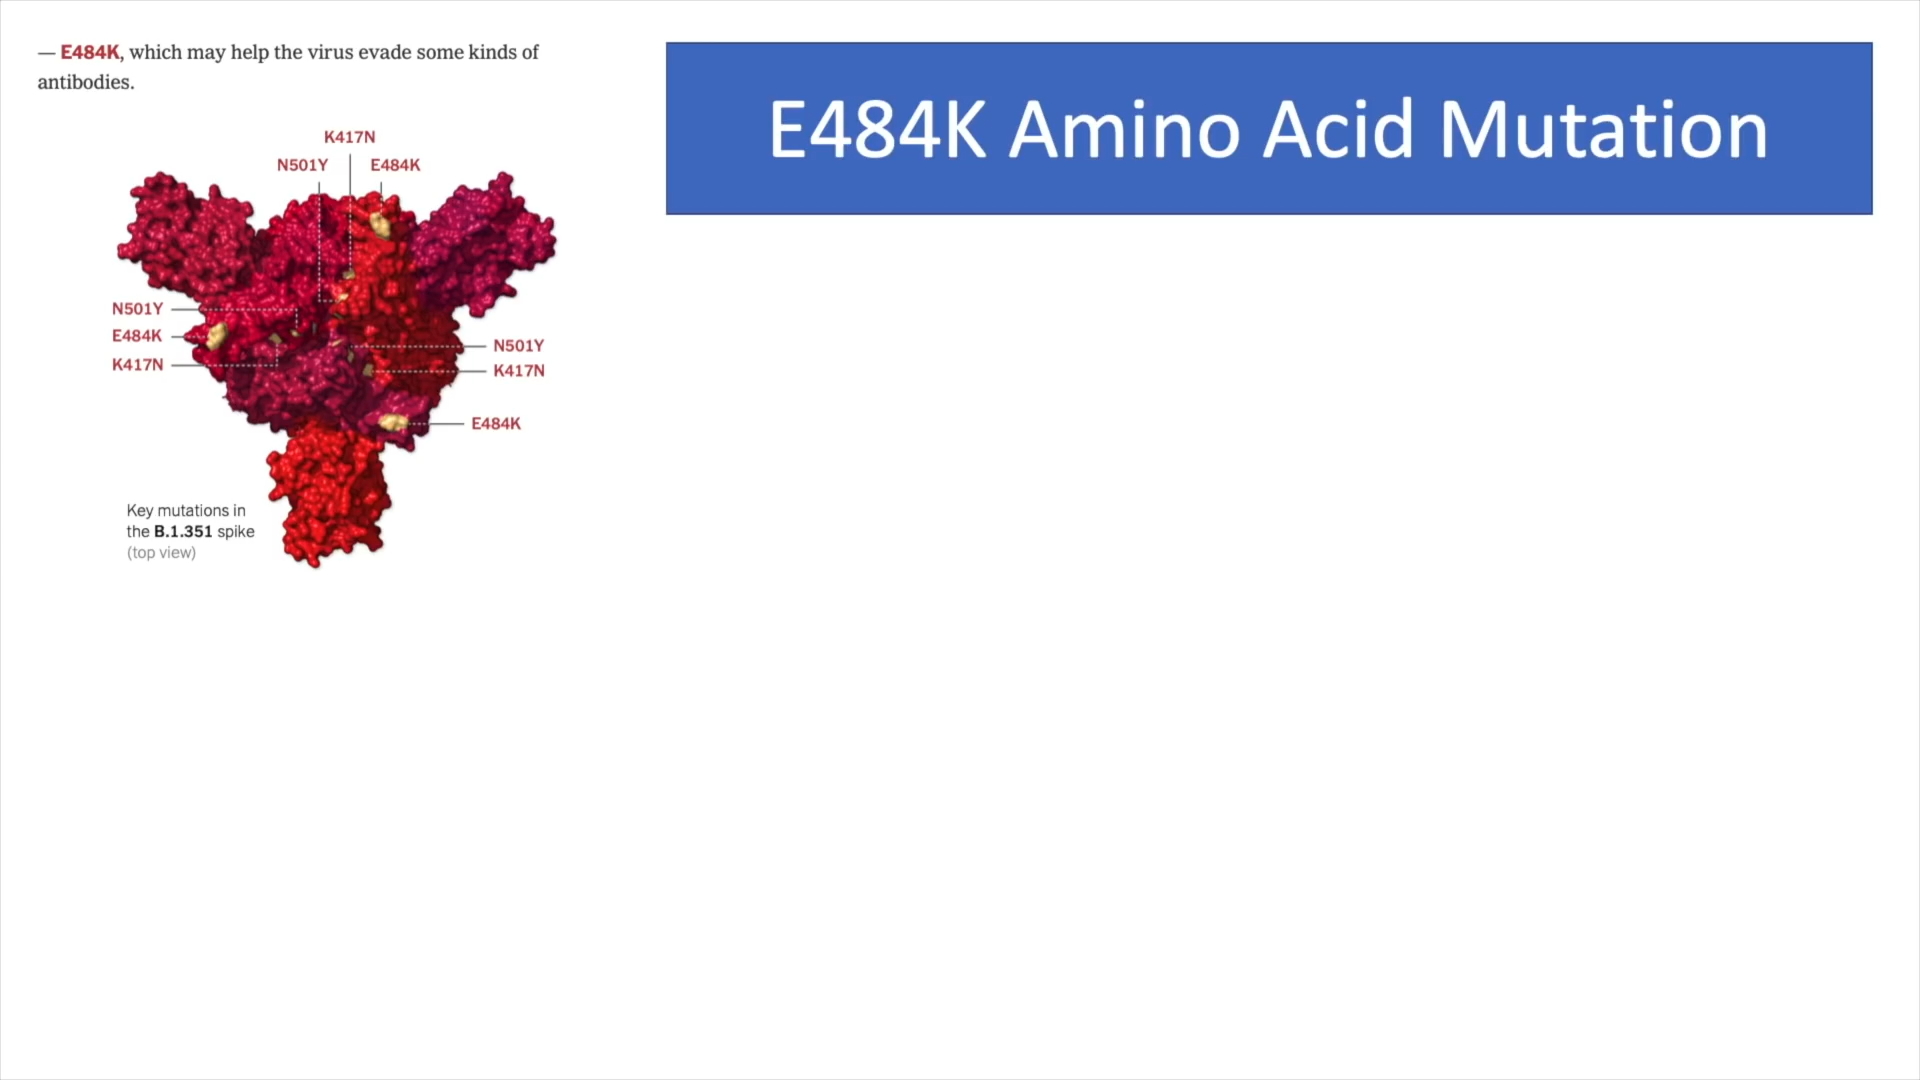 — E484K, which may help the virus evade some kinds of
antibodies.
E484K Amino Acid Mutation
K417N
N501Y E484K
N501Y
E484K
K417N
N501Y
K417N
E484K
Key mutations in
the B.1.351 spike
(top view)